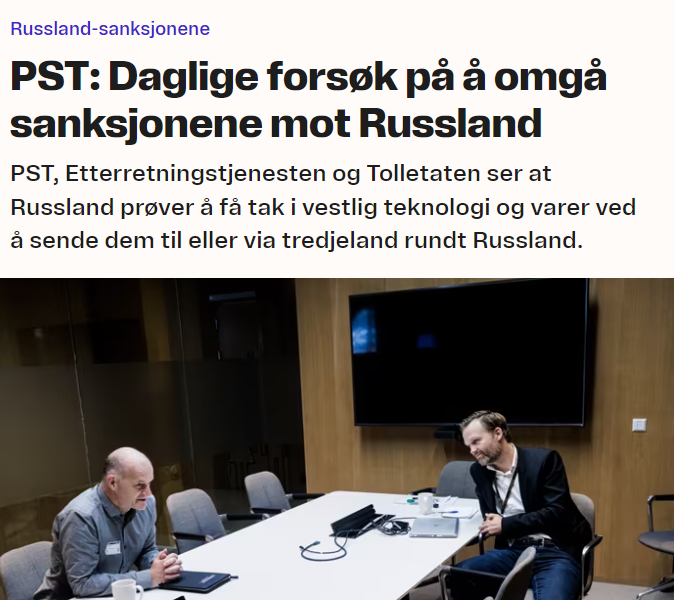 Russland-sanksjonene
PST: Daglige forsøk på å omgå
sanksjonene mot Russland
PST, Etterretningstjenesten og Tolletaten ser at
Russland prøver å få tak i vestlig teknologi og varer ved
å sende dem til eller via tredjeland rundt Russland.